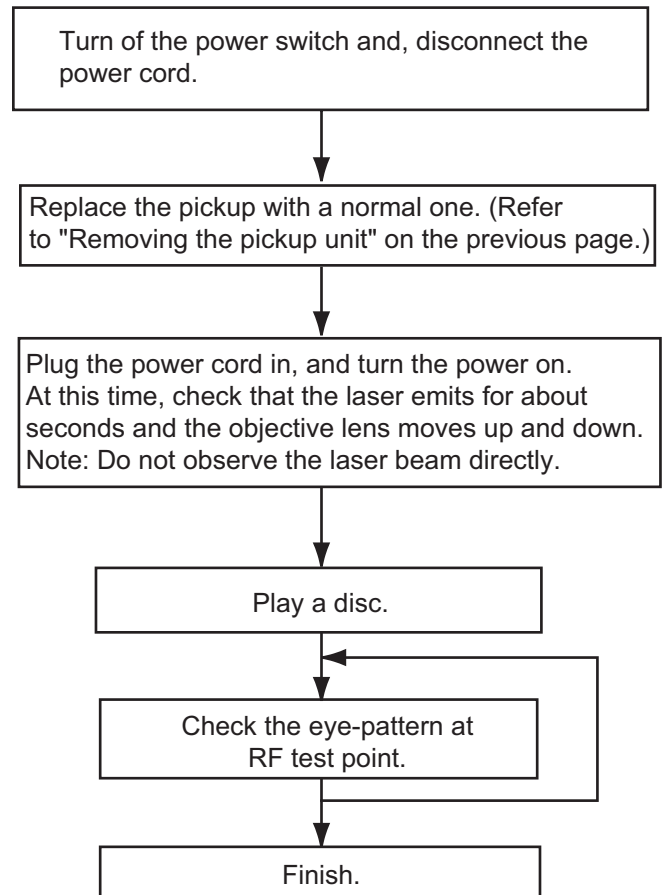 Turn of the power switch and, disconnect the
power cord.
Replace the pickup with a normal one. (Refer
to "Removing the pickup unit" on the previous page.)
Plug the power cord in, and turn the power on.
At this time, check that the laser emits for about
seconds and the objective lens moves up and down.
Note: Do not observe the laser beam directly.
Play a disc.
Check the eye-pattern at
RF test point.
Finish.